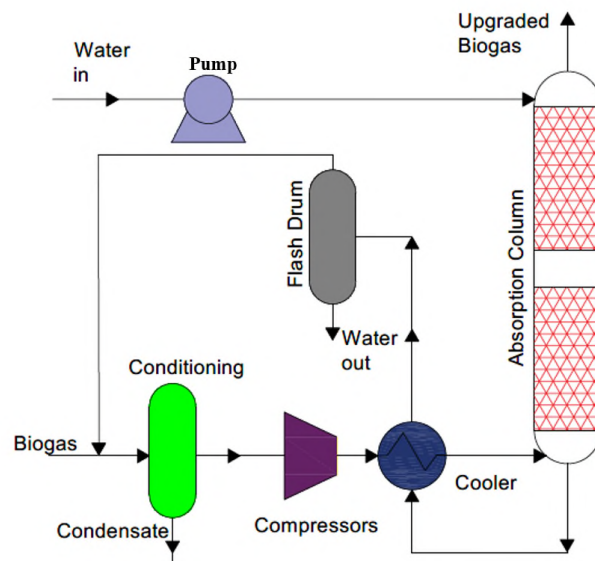 Upgraded
Biogas
Water
in
Pump
Flash Drum
Absorption Column
Water
out
Conditioning
Biogas
Cooler
Compressors
Condensate